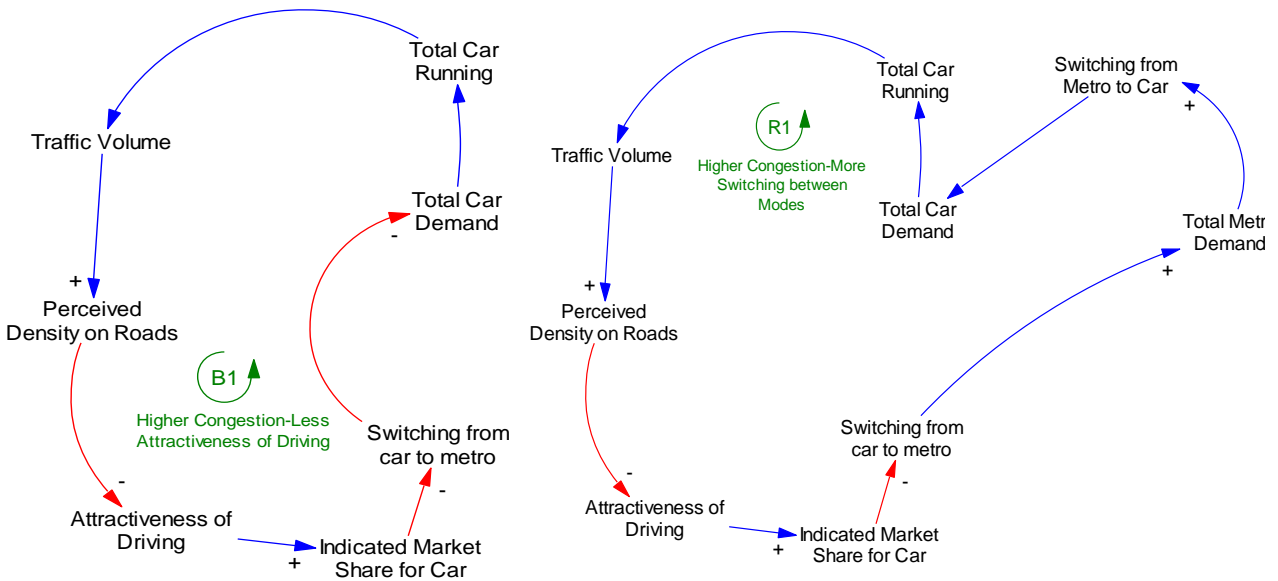 Total Car
Running
Traffic Volume
Total Car
Demand
-
+
Perceived
Density on Roads
B1
Higher Congestion-Less
Attractiveness of Driving
Switching from
car to metro
-
-
Attractiveness of
Driving
+
Indicated Market
Share for Car
Total Car
Running
Switching from
Metro to Car
+
R1
Traffic Volume
Higher Congestion-More
Switching between
Modes
Total Car
Demand
Total Metr
Demand
+
+
Perceived
Density on Roads
Switching from
car to metro
-
-
Attractiveness of
Driving
+
Indicated Market
Share for Car